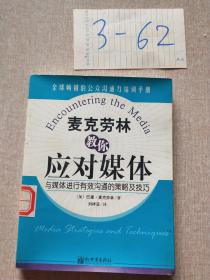 3-62
全球畅销的公众沟通力培训手册
Encountering the Media
麦克劳林
教你
应对媒体
与媒体进行有效沟通的策略及技巧
Media Strategies and Techniques